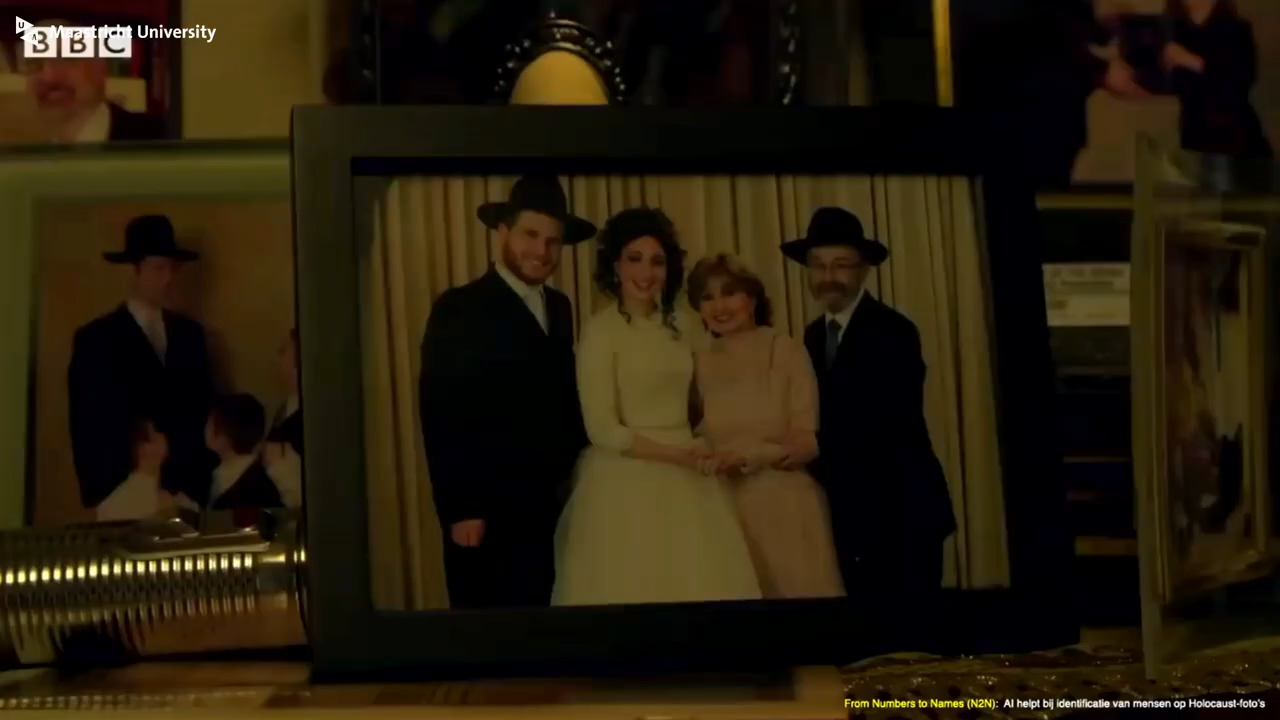 Maastricht University
BBC
From Numbers to Names (N2N): AI helpt bij identificatie van mensen op Holocaust-foto's